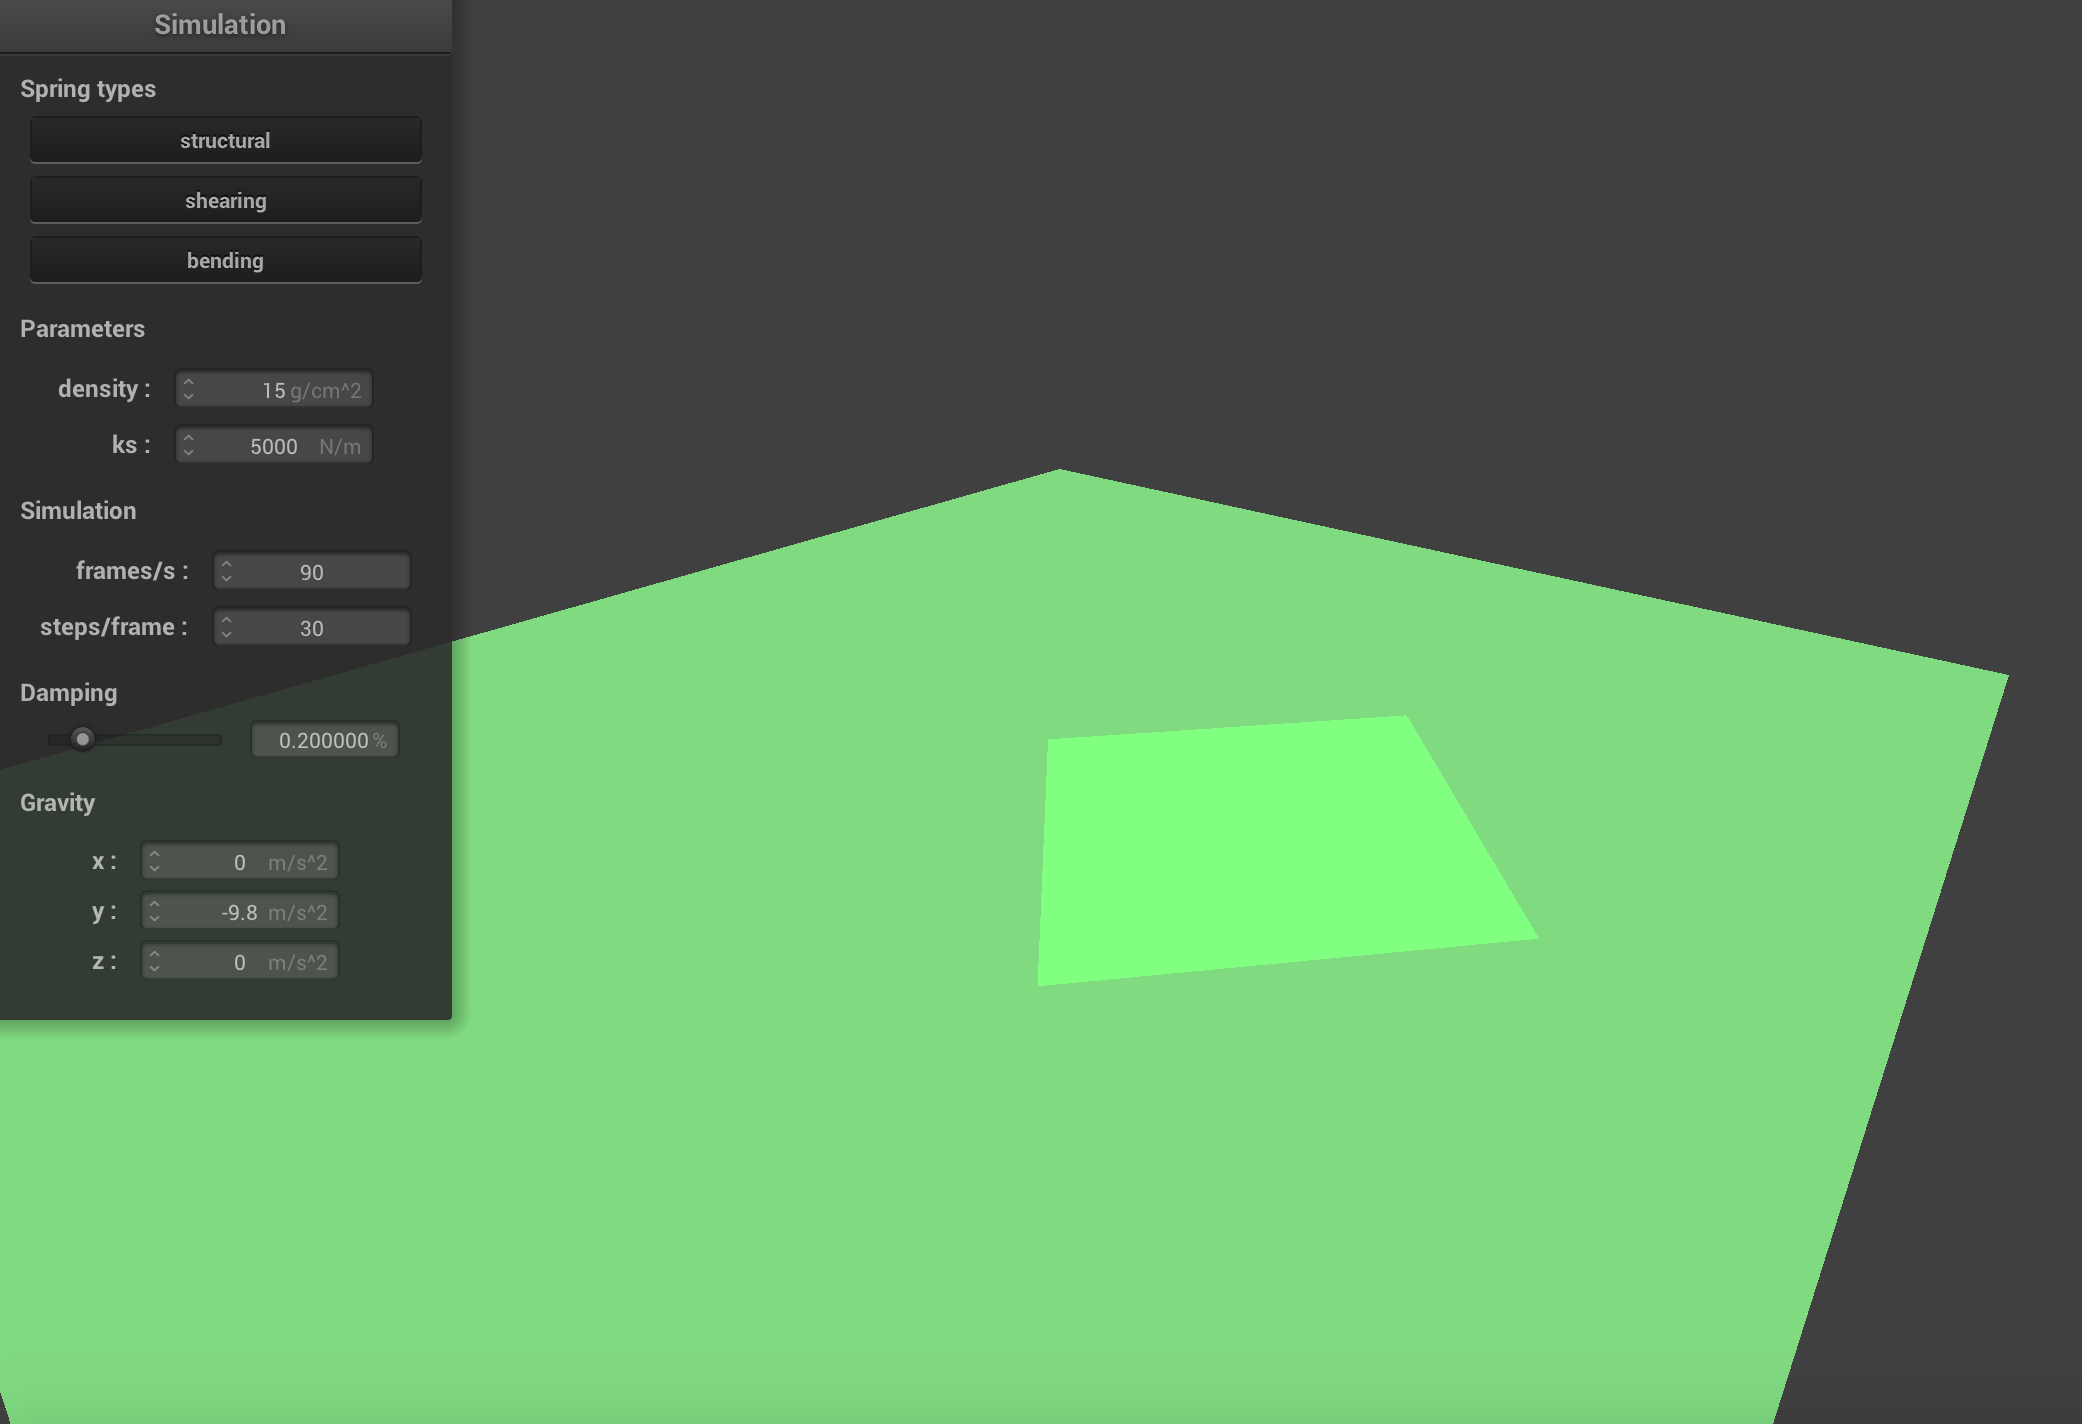 Simulation
Spring types
structural
shearing
bending
Parameters
density : 15 g/cm^2
ks : 5000 N/m
Simulation
frames/s : 90
steps/frame : 30
Damping
0.200000 %
Gravity
x : 0 m/s^2
y : -9.8 m/s^2
z : 0 m/s^2